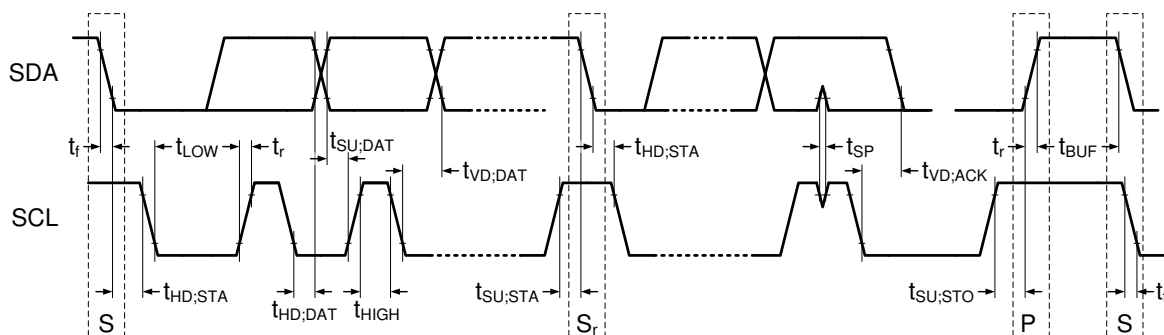 SDA
t_f
t_LOW
t_r
t_SU;DAT
t_VD;DAT
t_HD;STA
t_SP
t_VD;ACK
t_r
t_BUF
SCL
t_HD;STA
t_HD;DAT
t_HIGH
t_SU;STA
t_SU;STO
S
S_r
P
S